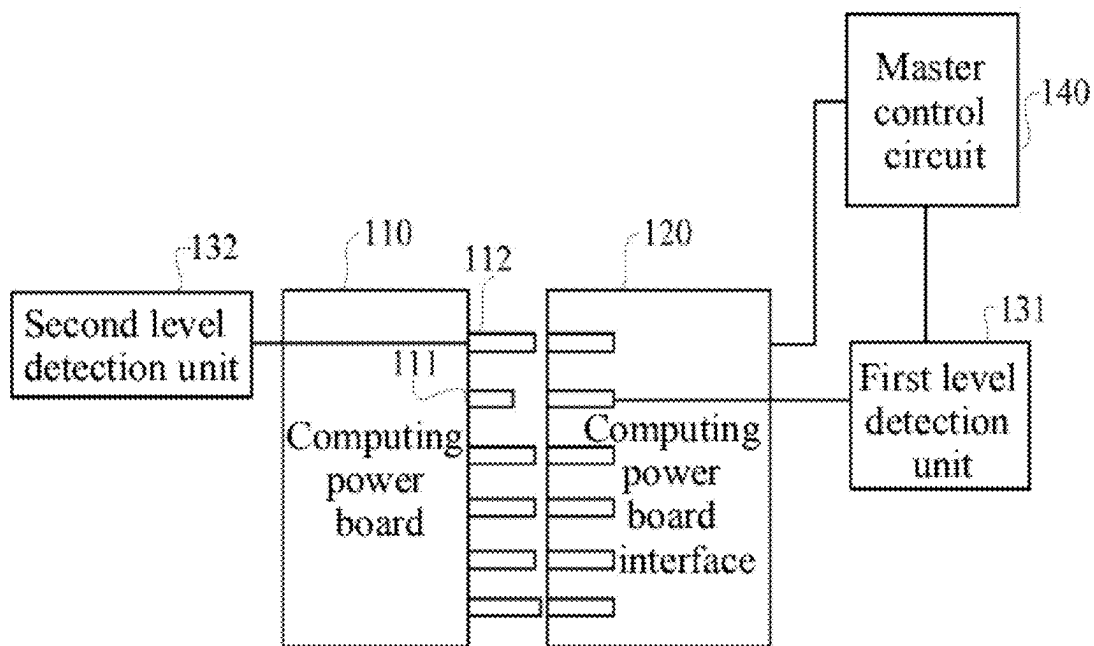 Master
control
circuit
140
132
110
112
120
Second level
detection unit
111
131
First level
detection
unit
Computing
power
board
Computing
power
board
interface